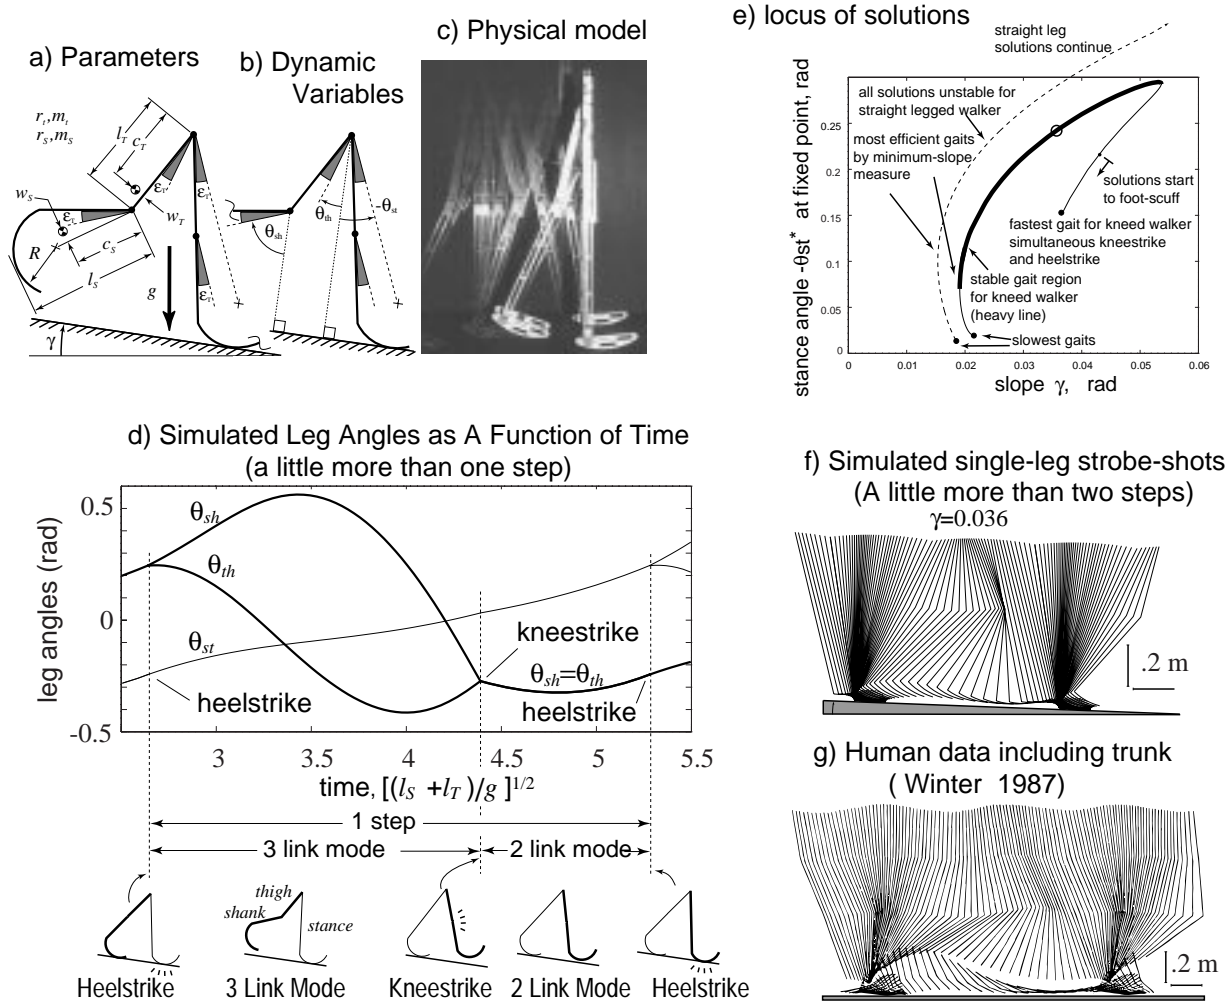 a) Parameters
r_t, m_t
r_S, m_S
l_T
c_T
ε_T
ε_T
w_S
ε_T
w_T
R
c_S
l_S
g
ε_T
γ
b) Dynamic
Variables
θ_th
-θ_st
θ_sh
c) Physical model
e) locus of solutions
straight leg
solutions continue
all solutions unstable for
straight legged walker
most efficient gaits
by minimum-slope
measure
solutions start
to foot-scuff
fastest gait for kneed walker
simultaneous kneestrike
and heelstrike
stable gait region
for kneed walker
(heavy line)
slowest gaits
stance angle -θst* at fixed point, rad
0.25
0.2
0.15
0.1
0.05
0
0 0.01 0.02 0.03 0.04 0.05 0.06
slope γ, rad
d) Simulated Leg Angles as A Function of Time
(a little more than one step)
leg angles (rad)
0.5
0
-0.5
θ_sh
θ_th
θ_st
heelstrike
kneestrike
θ_sh=θ_th
heelstrike
3 3.5 4 4.5 5 5.5
time, [(l_S +l_T)/g ]^1/2
1 step
3 link mode
2 link mode
thigh
shank
stance
Heelstrike 3 Link Mode Kneestrike 2 Link Mode Heelstrike
f) Simulated single-leg strobe-shots
(A little more than two steps)
γ=0.036
.2 m
g) Human data including trunk
( Winter 1987)
.2 m